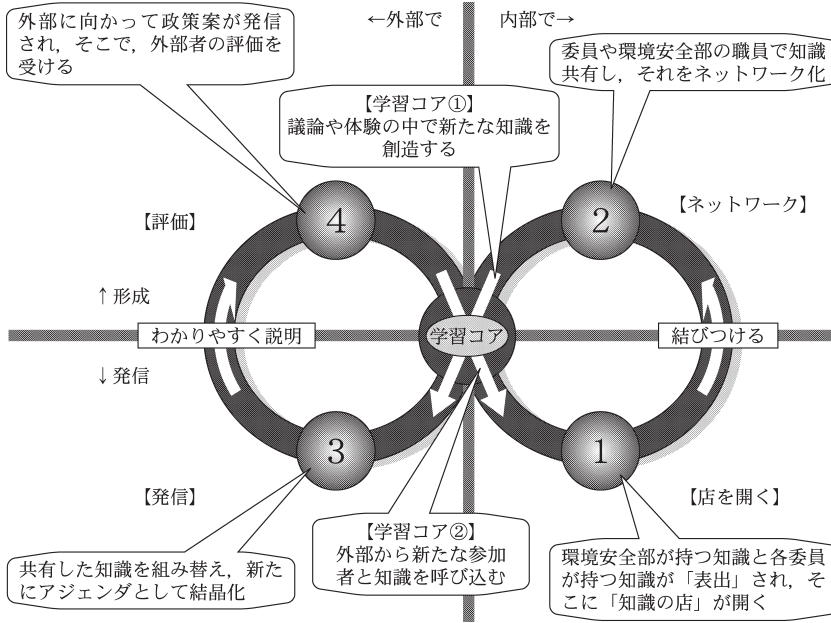 外部に向かって政策案が発信
され，そこで，外部者の評価を
受ける
←外部で
内部で→
委員や環境安全部の職員で知識
共有し，それをネットワーク化
【学習コア①】
議論や体験の中で新たな知識を
創造する
4
2
【評価】
【ネットワーク】
↑形成
わかりやすく説明
学習コア
結びつける
↓発信
3
1
【発信】
【店を開く】
【学習コア②】
外部から新たな参加
者と知識を呼び込む
共有した知識を組み替え，新た
にアジェンダとして結晶化
環境安全部が持つ知識と各委員
が持つ知識が「表出」され，そ
こに「知識の店」が開く